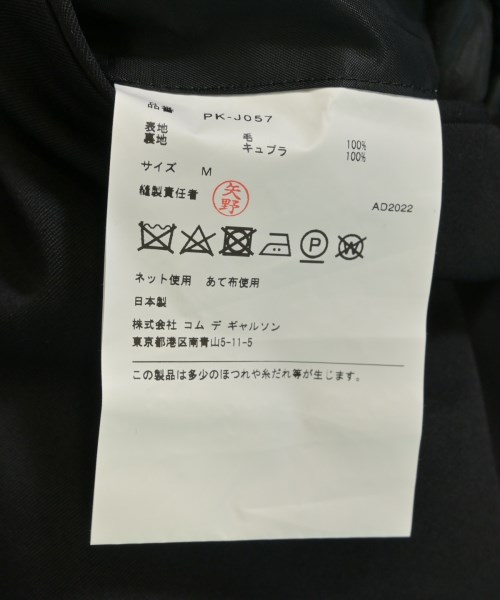 品番 PK-J057
表地 毛 100%
裏地 キュプラ 100%
サイズ M
縫製責任者 矢野
AD2022
P W
ネット使用 あて布使用
日本製
株式会社 コム デ ギャルソン
東京都港区南青山5-11-5
この製品は多少のほつれや糸だれ等が生じます。